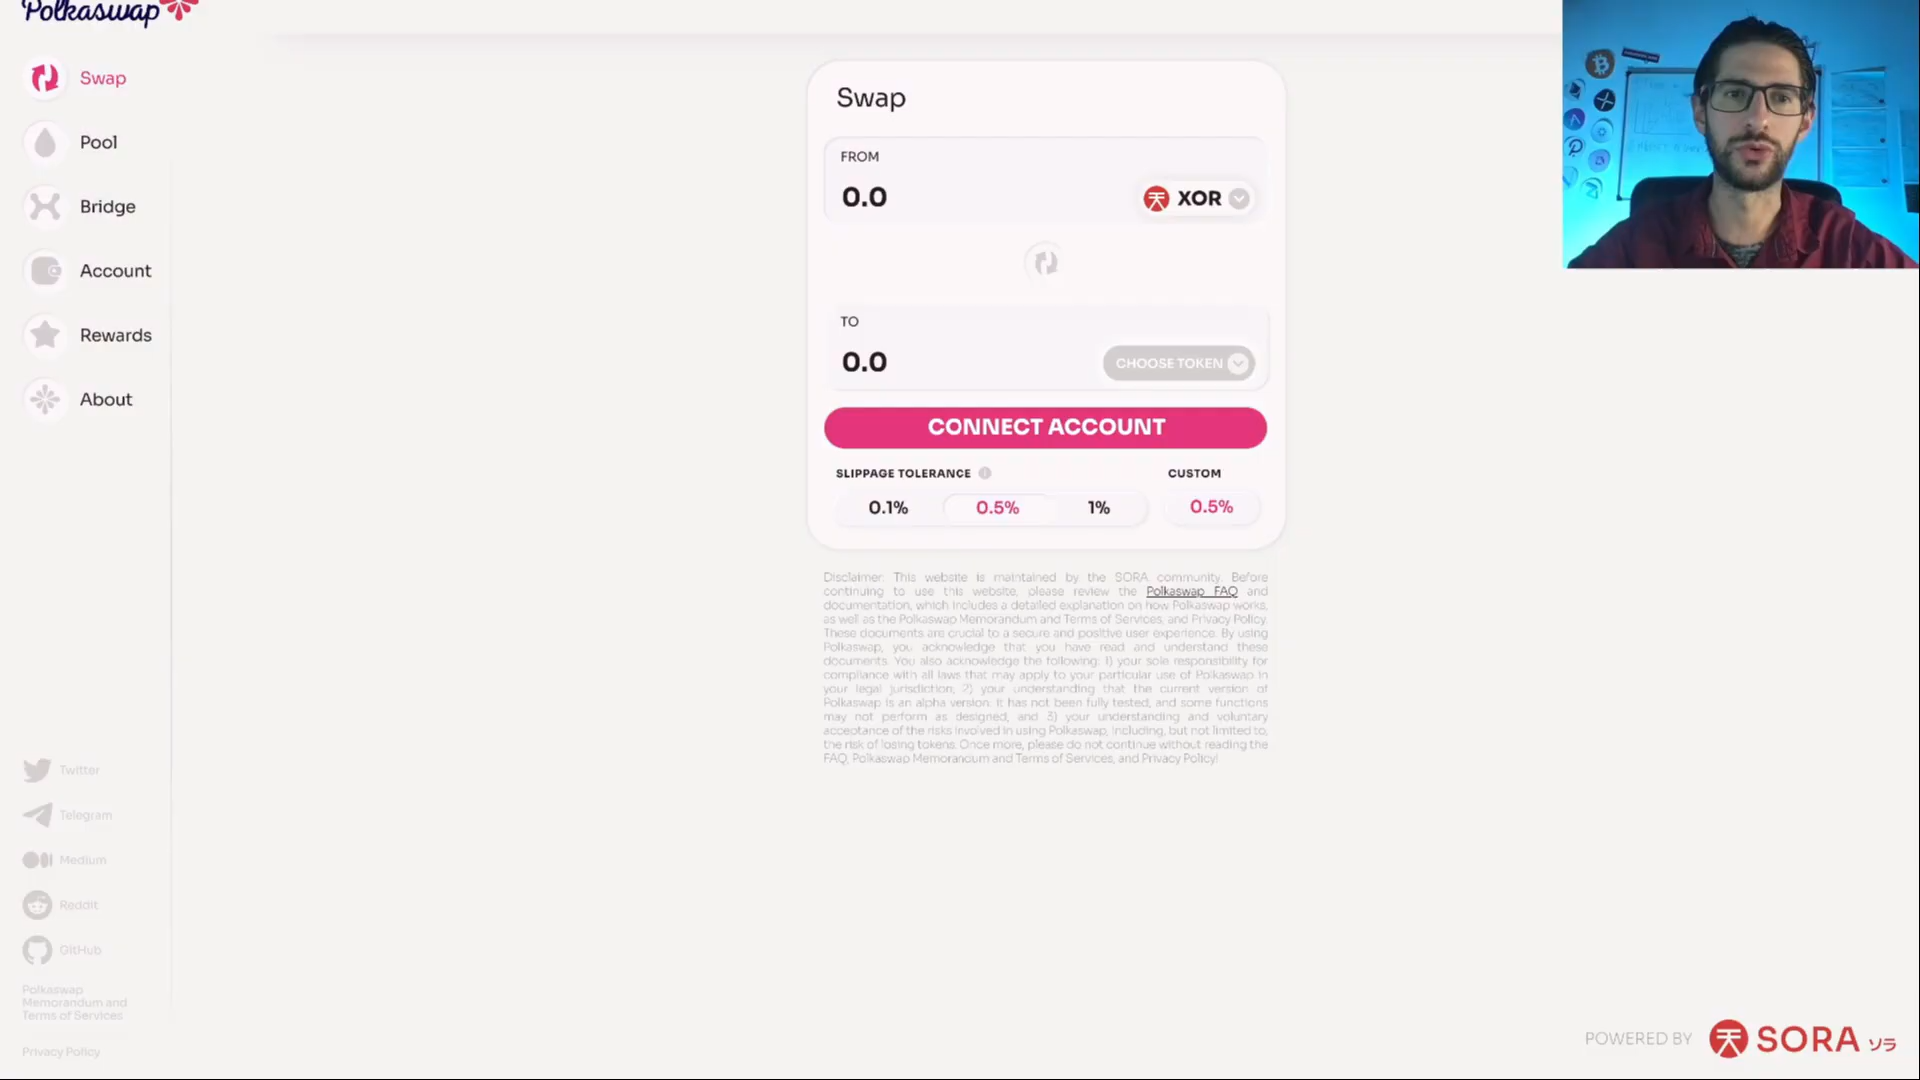 Polkaswap
Swap
Pool
Bridge
Account
Rewards
About
Twitter
Telegram
Medium
Reddit
GitHub
Polkaswap
Memorandum and
Terms of Services
Privacy Policy
Swap
FROM
0.0
XOR
TO
0.0
CHOOSE TOKEN
CONNECT ACCOUNT
SLIPPAGE TOLERANCE
CUSTOM
0.1% 0.5% 1% 0.5%
Disclaimer: This website is maintained by the SORA community. Before
continuing to use this website, please review the Polkaswap FAQ and
documentation, which includes a detailed explanation on how Polkaswap works,
as well as the Polkaswap Memorandum and Terms of Services, and Privacy Policy.
These documents are crucial to a secure and positive user experience. By using
Polkaswap, you acknowledge that you have read and understand these
documents. You also acknowledge the following: 1) your sole responsibility for
compliance with all laws that may apply to your particular use of Polkaswap in
your legal jurisdiction; 2) your understanding that the current version of
Polkaswap is an alpha version: it has not been fully tested, and some functions
may not perform as designed; and 3) your understanding and voluntary
acceptance of the risks involved in using Polkaswap, including, but not limited to,
the risk of losing tokens. Once more, please do not continue without reading the
FAQ, Polkaswap Memorandum and Terms of Services, and Privacy Policy!
POWERED BY 天 SORA ソラ